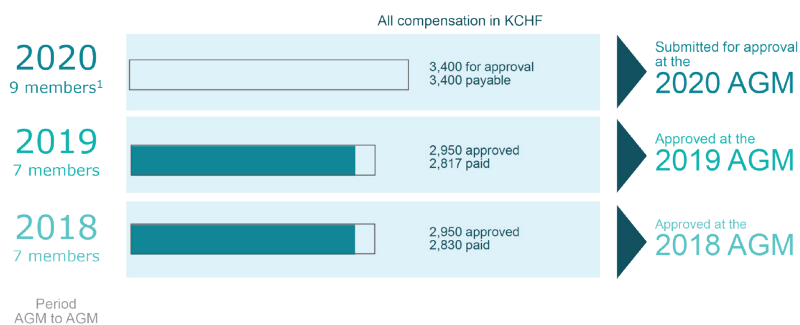 All compensation in KCHF
2020
9 members¹
3,400 for approval
3,400 payable
Submitted for approval
at the
2020 AGM
2019
7 members
2,950 approved
2,817 paid
Approved at the
2019 AGM
2018
7 members
2,950 approved
2,830 paid
Approved at the
2018 AGM
Period
AGM to AGM